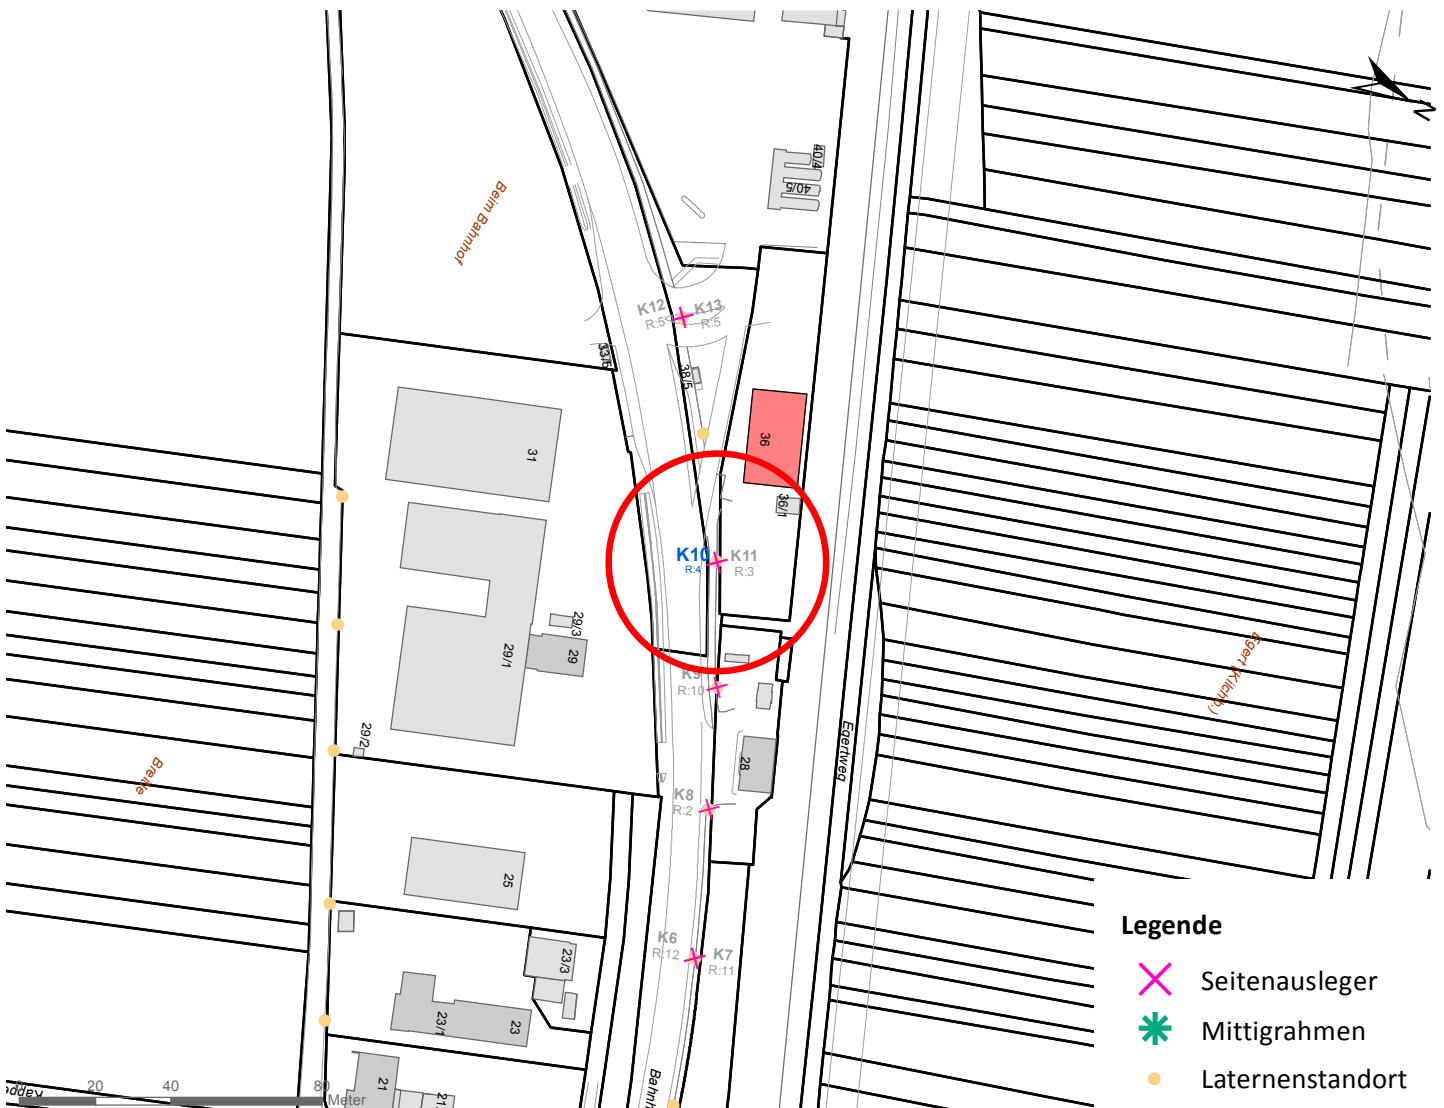 N
40/4
40/5
Beim Bahnhof
K12
R:5
K13
R:5
33/5
38/5
36
31
36/1
K10
R:4
K11
R:3
29/3
29
29/1
K9
R:10
Egert (Kilchb.)
29/2
28
Egertweg
Breite
K8
R:2
25
K6
R:12
K7
R:11
23/3
23/1
23
21
0 20 40 80
Meter
Legende
Seitenausleger
Mittigrahmen
Laternenstandort